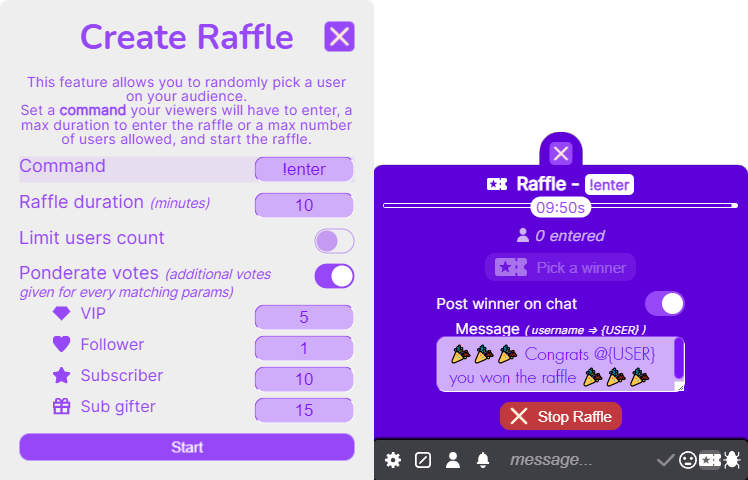 Create Raffle
This feature allows you to randomly pick a user
on your audience.
Set a command your viewers will have to enter, a
max duration to enter the raffle or a max number
of users allowed, and start the raffle.
Command !enter
Raffle duration (minutes) 10
Limit users count
Ponderate votes (additional votes
given for every matching params)
VIP 5
Follower 1
Subscriber 10
Sub gifter 15
Start
Raffle - !enter
09:50s
0 entered
Pick a winner
Post winner on chat
Message ( username => {USER} )
🎉 🎉 🎉 Congrats @{USER}
you won the raffle 🎉 🎉 🎉
Stop Raffle
message...